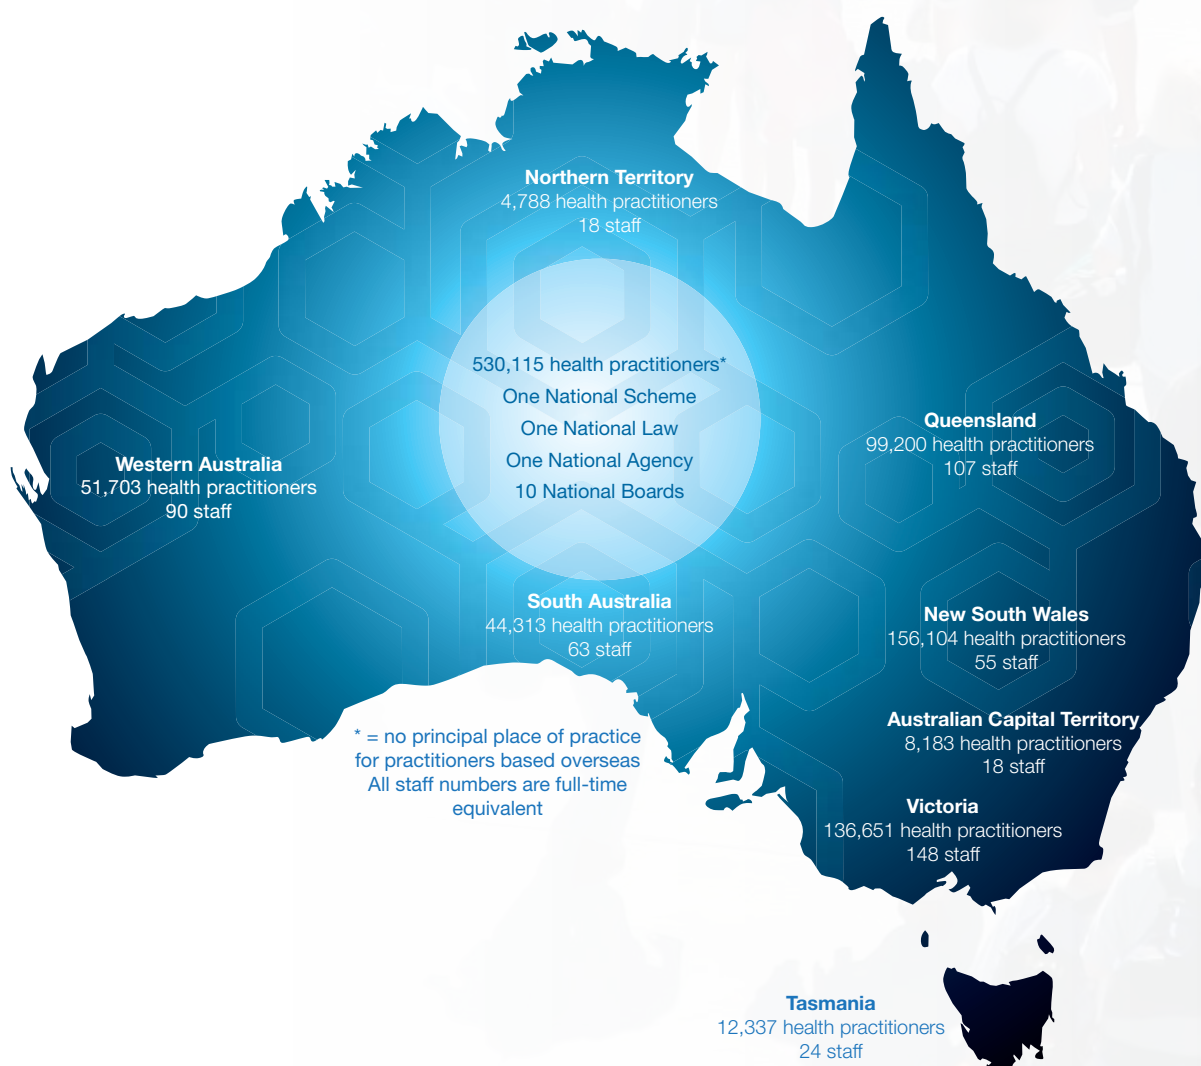 Northern Territory
4,788 health practitioners
18 staff
530,115 health practitioners*
One National Scheme
One National Law
One National Agency
10 National Boards
Queensland
99,200 health practitioners
107 staff
Western Australia
51,703 health practitioners
90 staff
South Australia
44,313 health practitioners
63 staff
New South Wales
156,104 health practitioners
55 staff
Australian Capital Territory
8,183 health practitioners
18 staff
* = no principal place of practice
for practitioners based overseas
All staff numbers are full-time
equivalent
Victoria
136,651 health practitioners
148 staff
Tasmania
12,337 health practitioners
24 staff